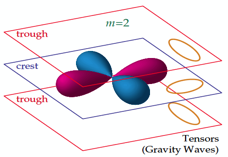 m=2
trough
crest
trough
Tensors
(Gravity Waves)